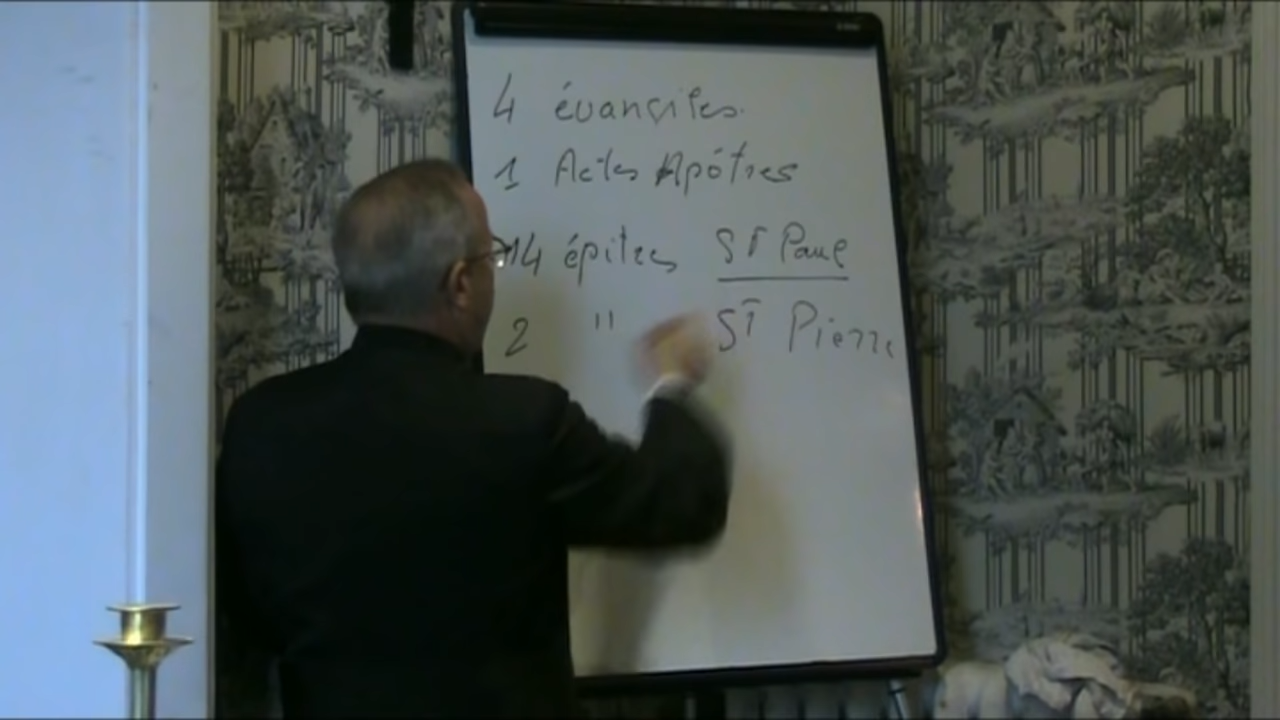 4 évangiles.
1 Actes Apôtres
14 épitres St Paul
2 " St Pierre